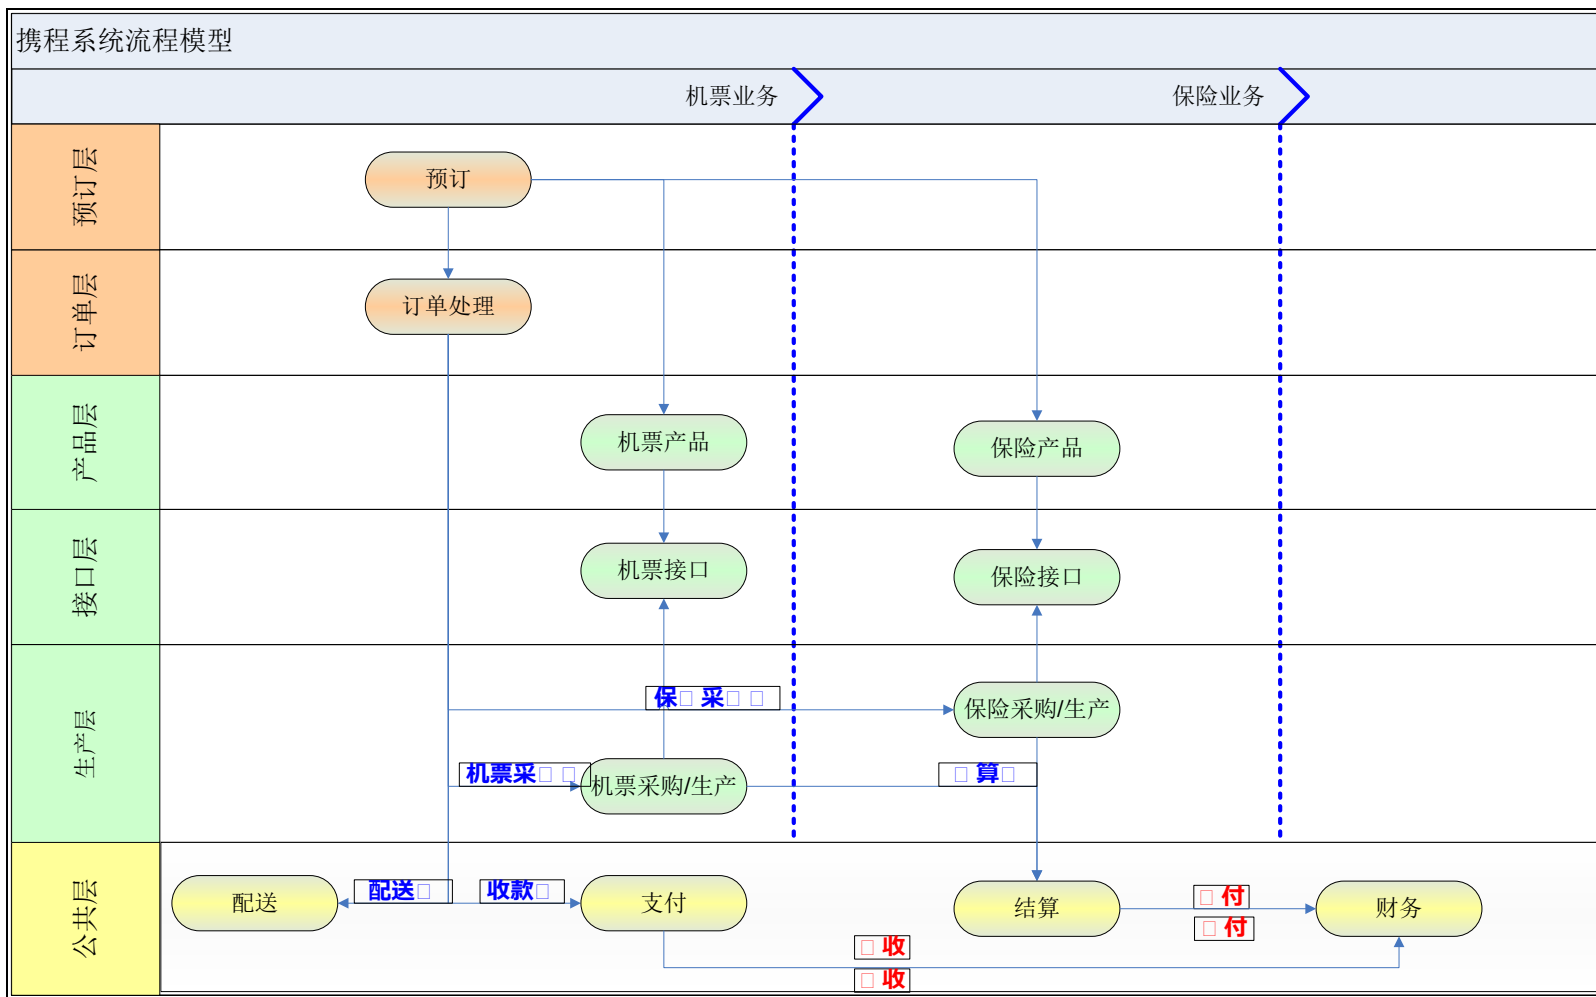 携程系统流程模型
机票业务
保险业务
预订层
预订
订单层
订单处理
产品层
机票产品
保险产品
接口层
机票接口
保险接口
生产层
保□采□□
保险采购/生产
机票采□□
机票采购/生产
□算□
公共层
配送
配送□
收款□
支付
结算
□付
□付
财务
□收
□收